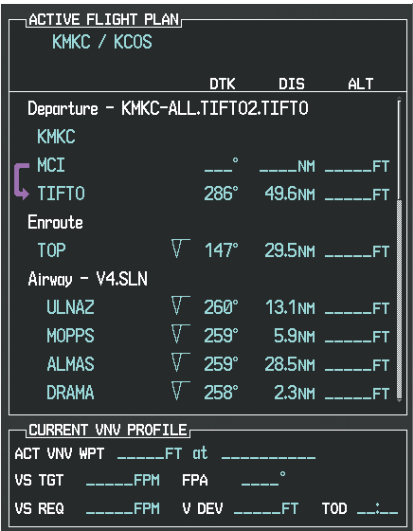 ACTIVE FLIGHT PLAN
KMKC / KCOS
DTK DIS ALT
Departure - KMKC-ALL.TIFTO2.TIFTO
KMKC
MCI ___° ____NM _____FT
TIFTO 286° 49.6NM _____FT
Enroute
TOP 147° 29.5NM _____FT
Airway - V4.SLN
ULNAZ 260° 13.1NM _____FT
MOPPS 259° 5.9NM _____FT
ALMAS 259° 28.5NM _____FT
DRAMA 258° 2.3NM _____FT
CURRENT VNV PROFILE
ACT VNV WPT _____FT at __________
VS TGT _____FPM FPA ____°
VS REQ _____FPM V DEV _____FT TOD __:__